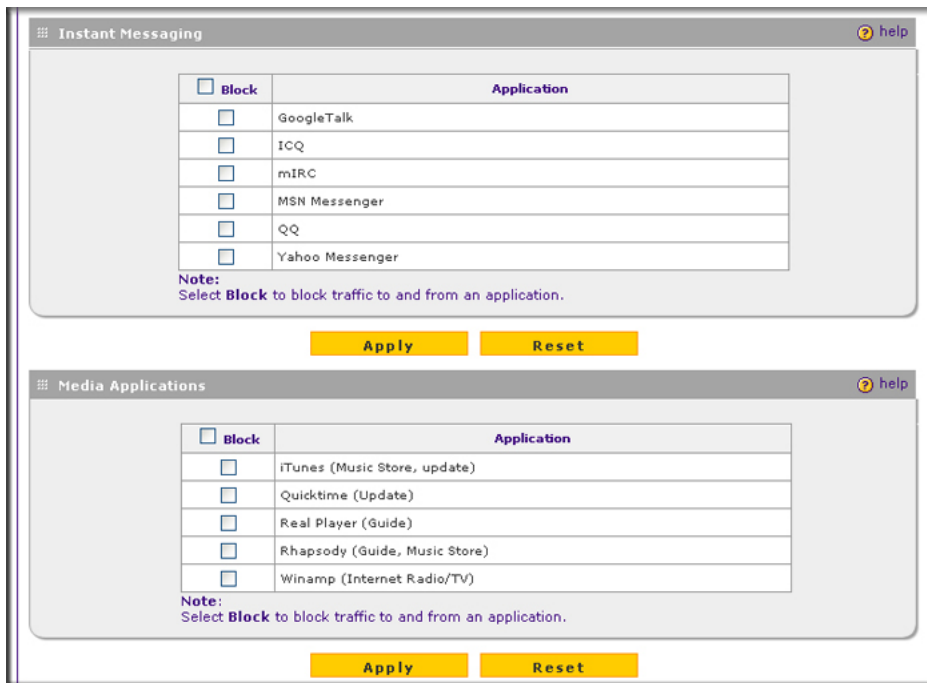 Instant Messaging
help
Block Application
GoogleTalk
ICQ
mIRC
MSN Messenger
QQ
Yahoo Messenger
Note:
Select Block to block traffic to and from an application.
Apply Reset
Media Applications
help
Block Application
iTunes (Music Store, update)
Quicktime (Update)
Real Player (Guide)
Rhapsody (Guide, Music Store)
Winamp (Internet Radio/TV)
Note:
Select Block to block traffic to and from an application.
Apply Reset